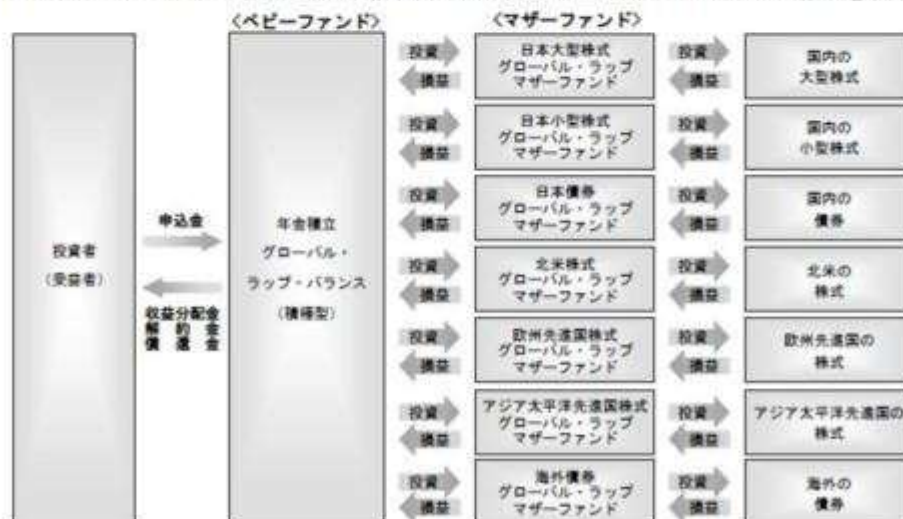 〈ベビーファンド〉
〈マザーファンド〉
投資者
(受益者)
申込金
収益分配金
解約金
償還金
年金積立
グローバル・
ラップ・バランス
(積極型)
投資
損益
日本大型株式
グローバル・ラップ
マザーファンド
投資
損益
国内の
大型株式
投資
損益
日本小型株式
グローバル・ラップ
マザーファンド
投資
損益
国内の
小型株式
投資
損益
日本債券
グローバル・ラップ
マザーファンド
投資
損益
国内の
債券
投資
損益
北米株式
グローバル・ラップ
マザーファンド
投資
損益
北米の
株式
投資
損益
欧州先進国株式
グローバル・ラップ
マザーファンド
投資
損益
欧州先進国の
株式
投資
損益
アジア太平洋先進国株式
グローバル・ラップ
マザーファンド
投資
損益
アジア太平洋先進国の
株式
投資
損益
海外債券
グローバル・ラップ
マザーファンド
投資
損益
海外の
債券